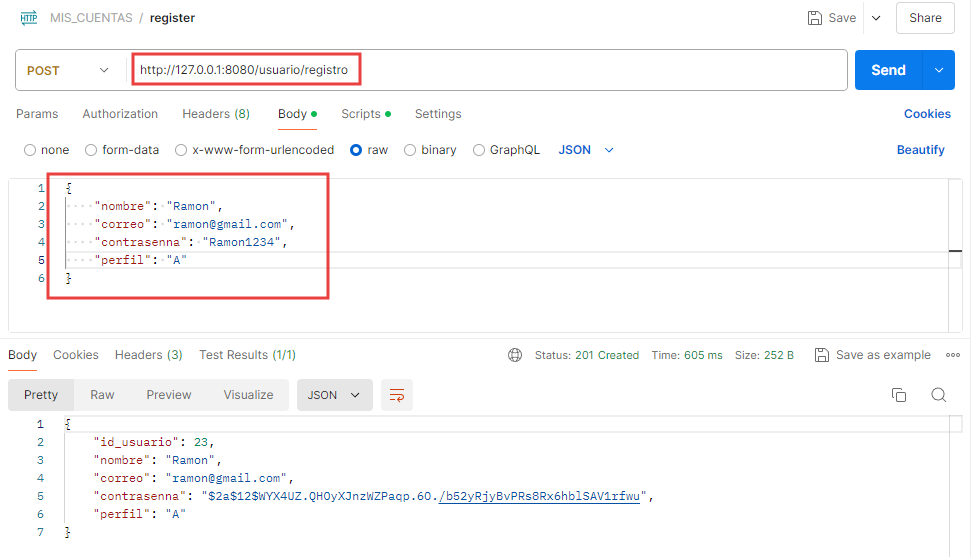 HTTP MIS_CUENTAS / register Save Share
POST http://127.0.0.1:8080/usuario/registro Send
Params Authorization Headers (8) Body Scripts Settings Cookies
none form-data x-www-form-urlencoded raw binary GraphQL JSON Beautify
1 {
2 "nombre": "Ramon",
3 "correo": "ramon@gmail.com",
4 "contrasenna": "Ramon1234",
5 "perfil": "A"
6 }
Body Cookies Headers (3) Test Results (1/1) Status: 201 Created Time: 605 ms Size: 252 B Save as example
Pretty Raw Preview Visualize JSON
1 {
2 "id_usuario": 23,
3 "nombre": "Ramon",
4 "correo": "ramon@gmail.com",
5 "contrasenna": "$2a$12$WYX4UZ.QHOyXJnzWZPaqp.6O./b52yRjyBvPRs8Rx6hblSAV1rfwu",
6 "perfil": "A"
7 }